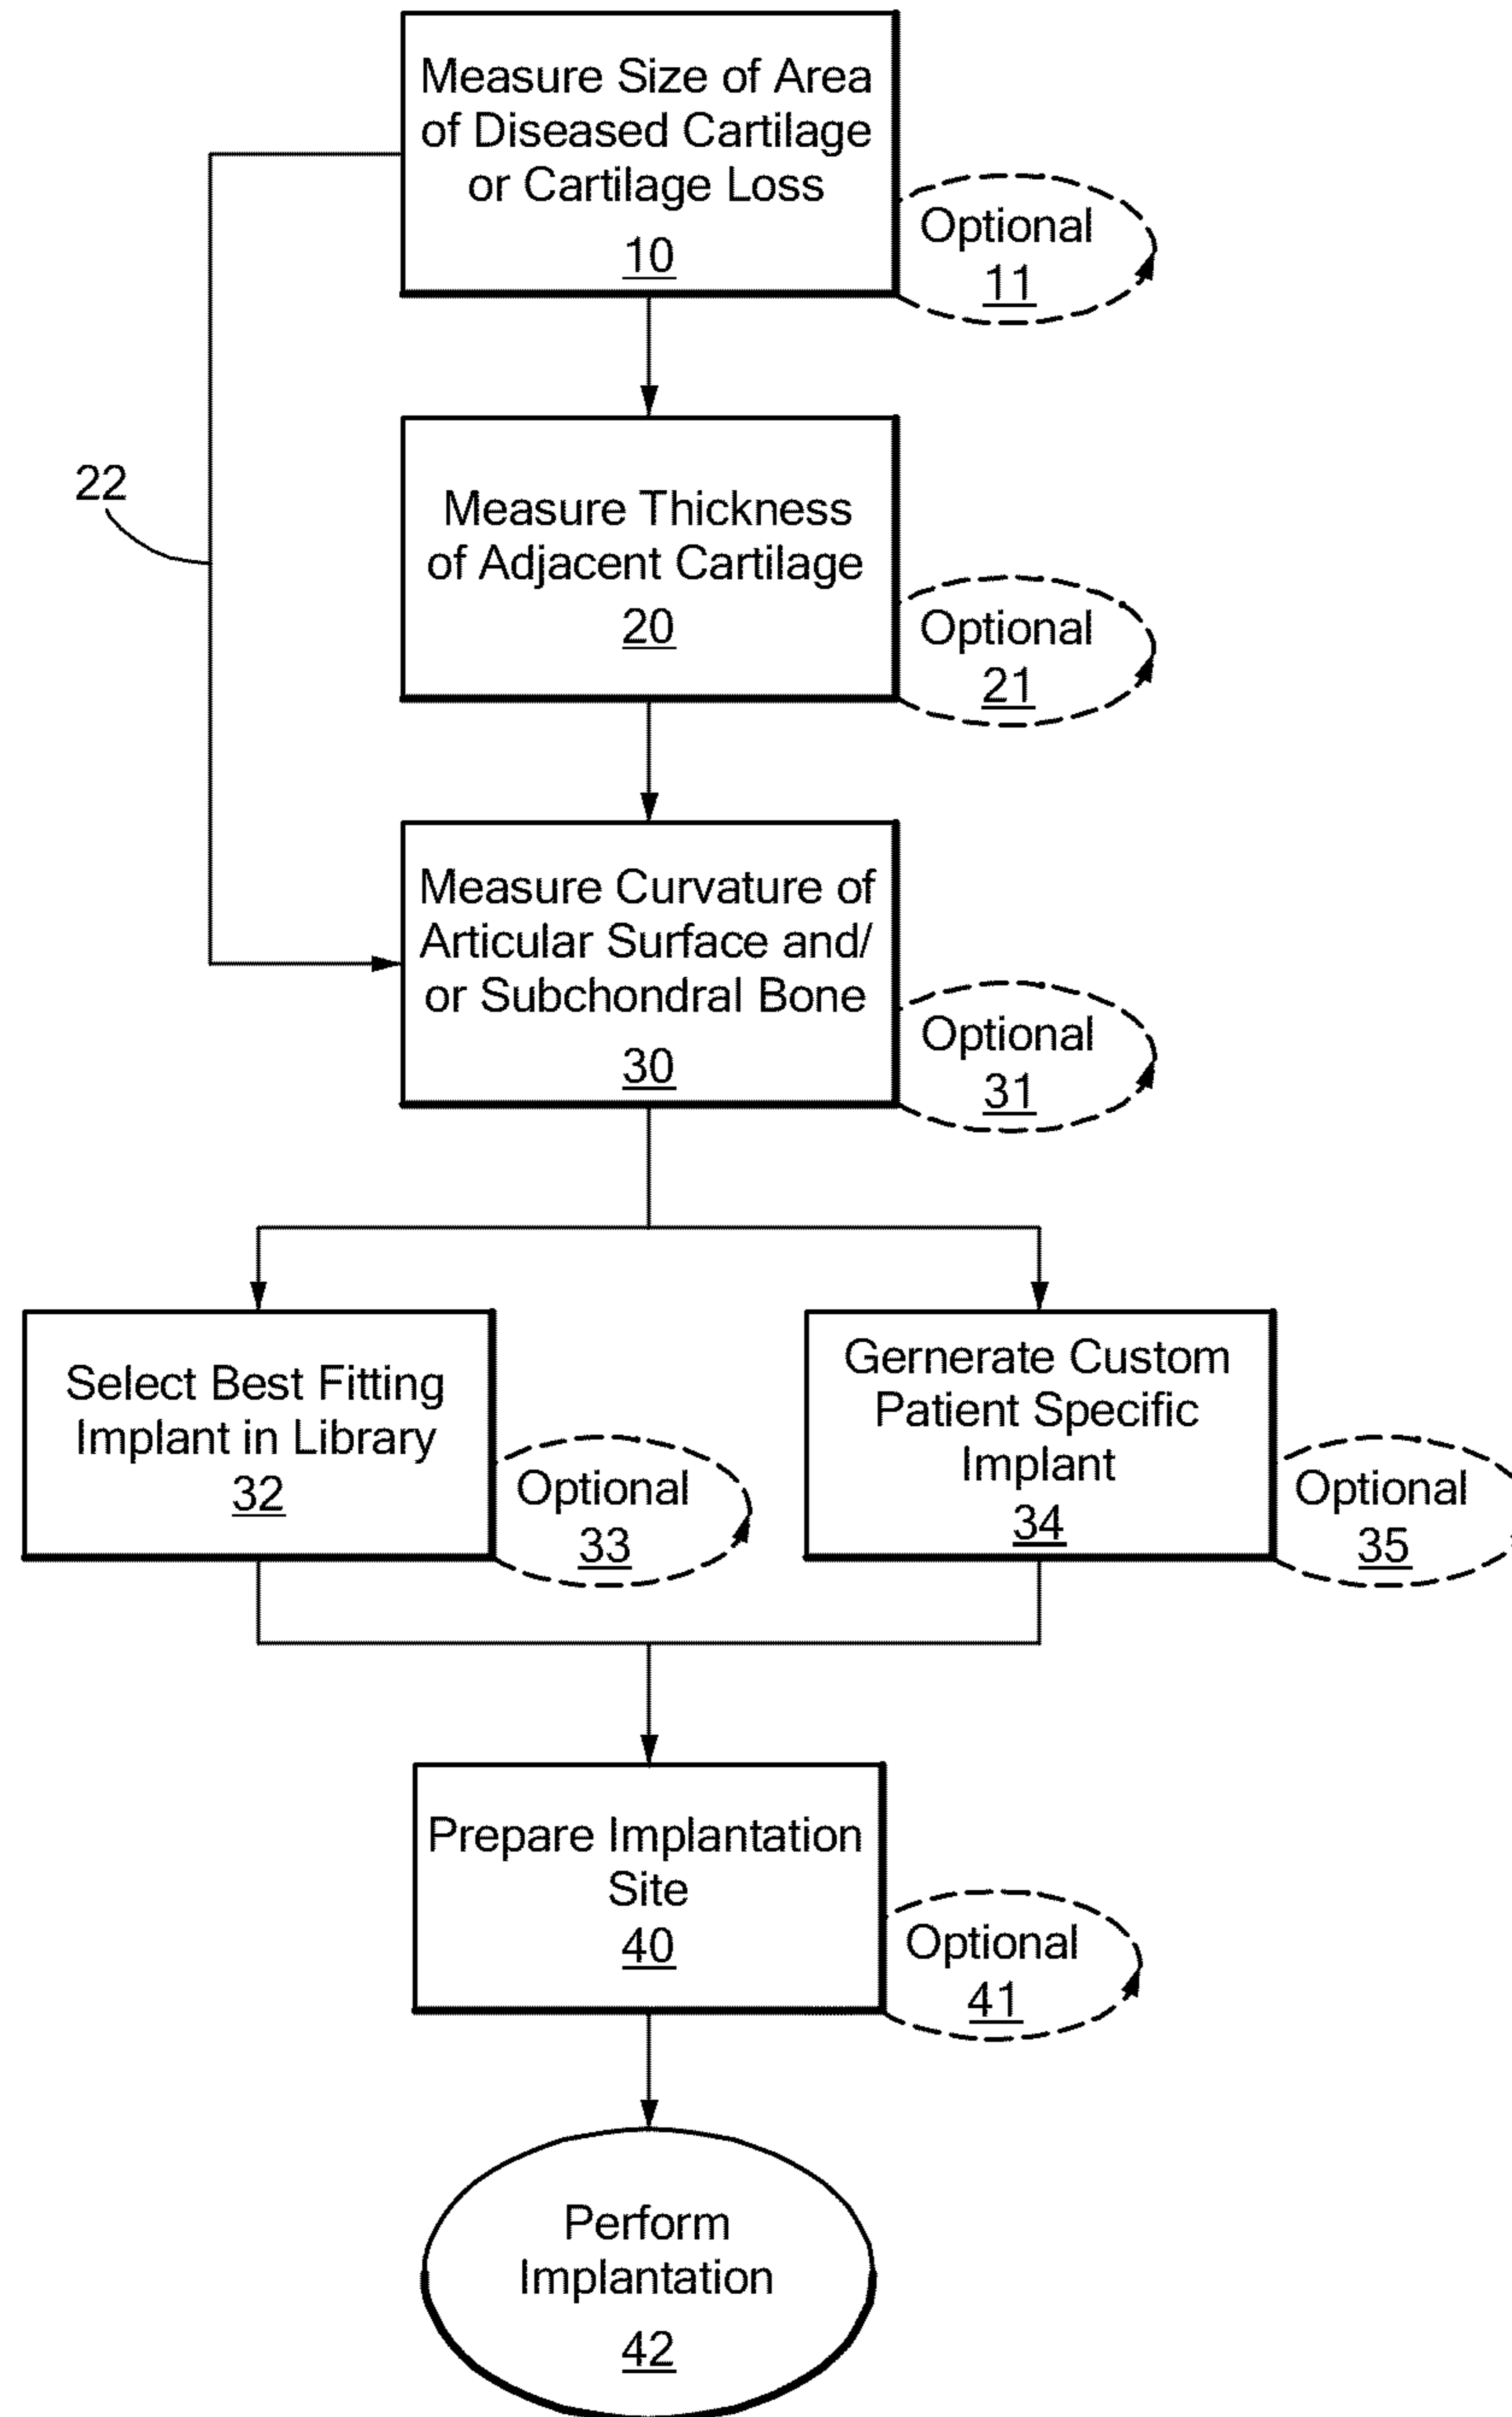 Measure Size of Area
of Diseased Cartilage
or Cartilage Loss
10
Optional
11
22
Measure Thickness
of Adjacent Cartilage
20
Optional
21
Measure Curvature of
Articular Surface and/
or Subchondral Bone
30
Optional
31
Select Best Fitting
Implant in Library
32
Optional
33
Gernerate Custom
Patient Specific
Implant
34
Optional
35
Prepare Implantation
Site
40
Optional
41
Perform
Implantation
42